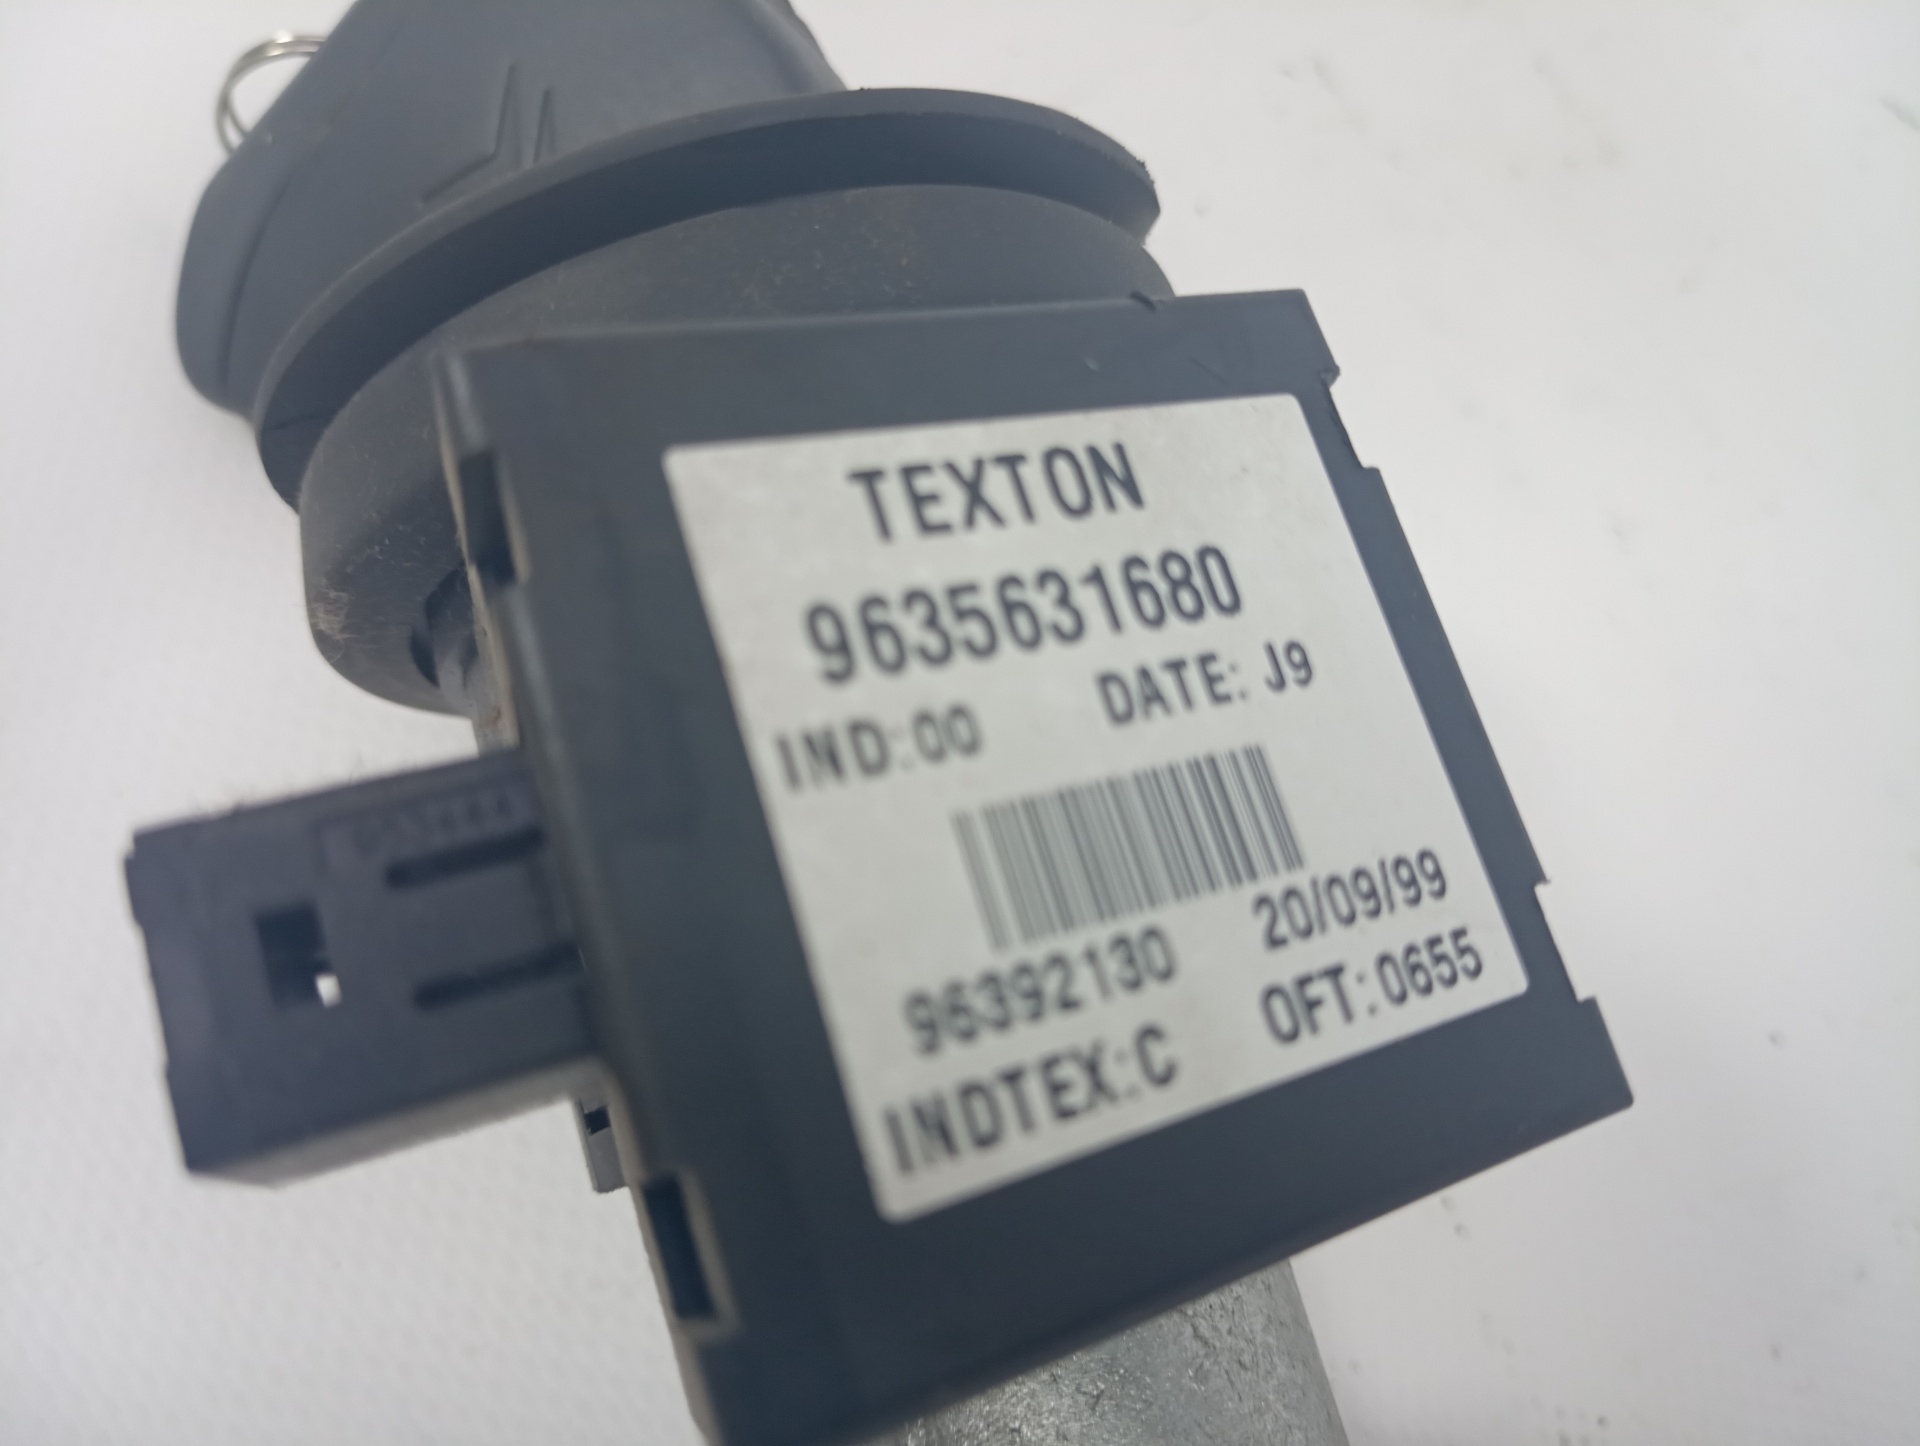 TEXTON
9635631680
IND:00 DATE: J9
96392130 20/09/99
INDTEX:C OFT:0655